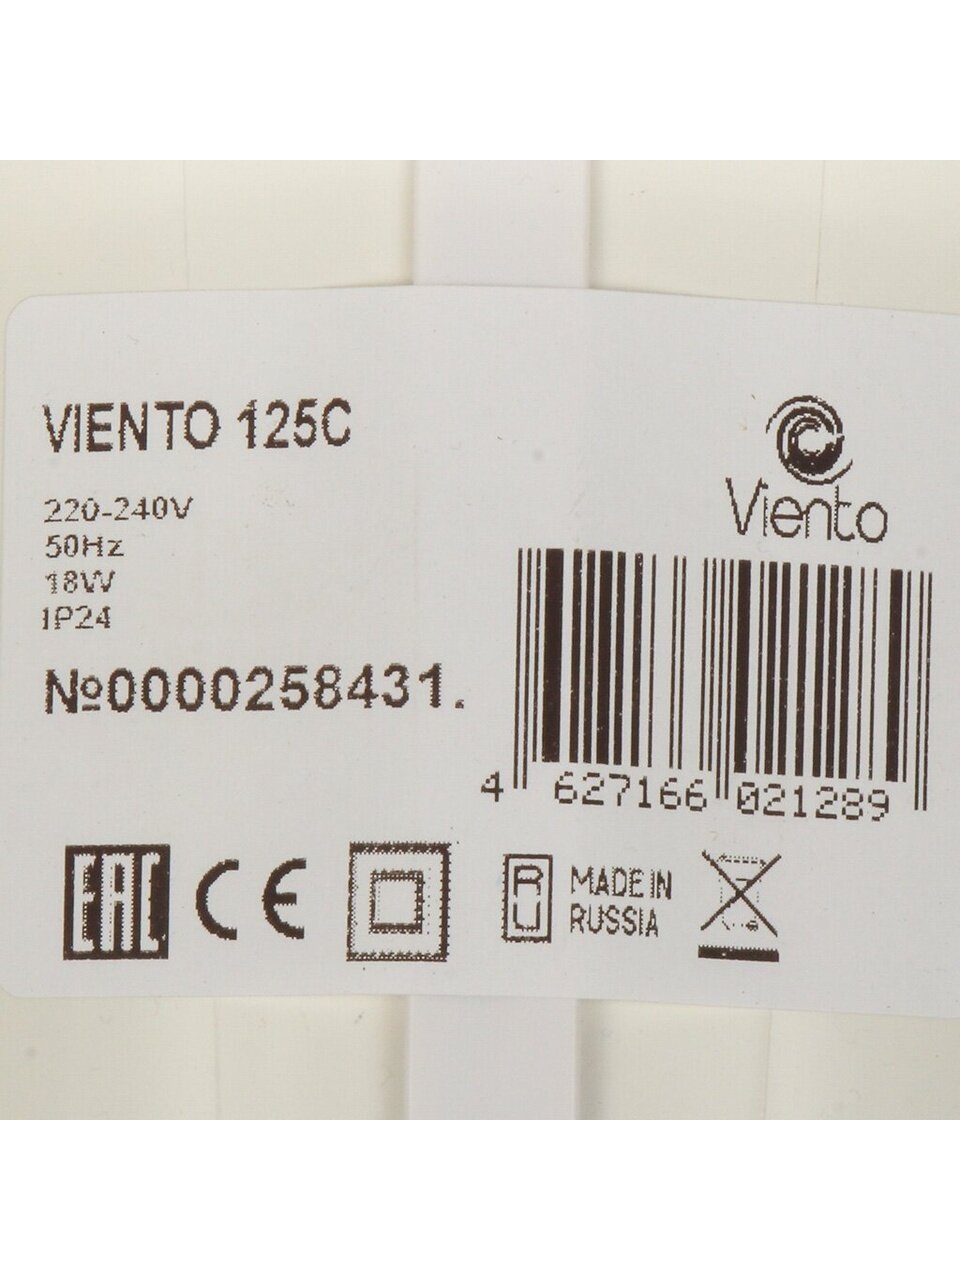 VIENTO 125C
220-240V
50Hz
18W
IP24
№0000258431.
Viento
4 627166 021289
EAC CE
RU
MADE IN
RUSSIA